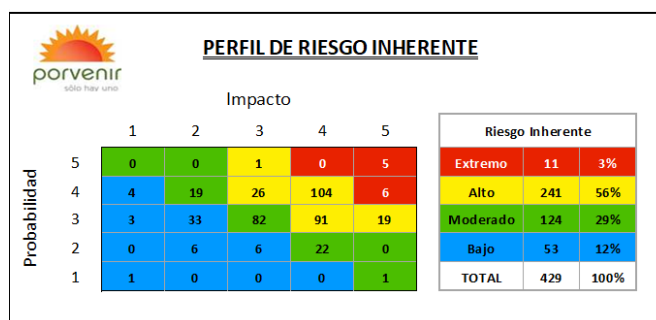 PERFIL DE RIESGO INHERENTE
porvenir
sólo hay uno
Impacto
1 2 3 4 5
Probabilidad
5 0 0 1 0 5
4 4 19 26 104 6
3 3 33 82 91 19
2 0 6 6 22 0
1 1 0 0 0 1
Riesgo Inherente
Extremo 11 3%
Alto 241 56%
Moderado 124 29%
Bajo 53 12%
TOTAL 429 100%